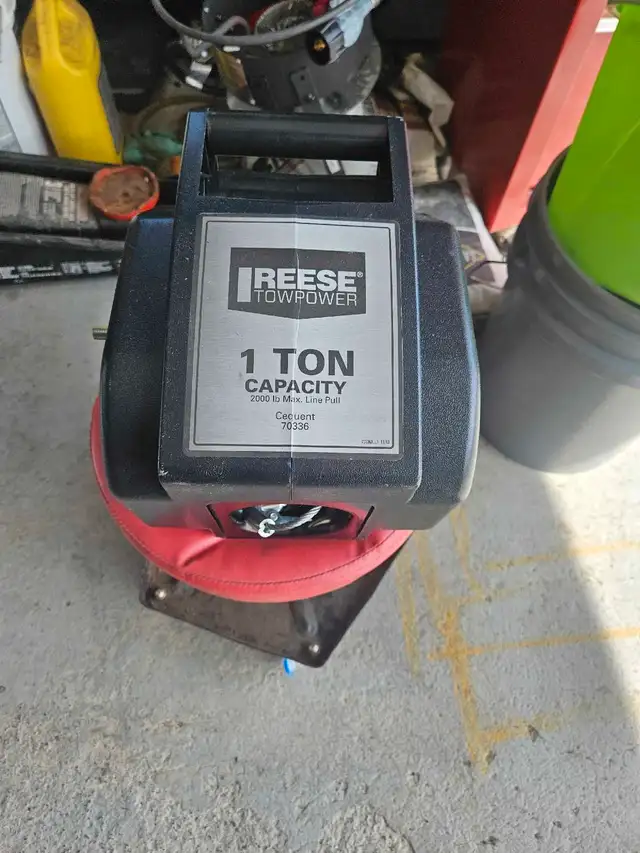 REESE®
TOWPOWER
1 TON
CAPACITY
2000 lb Max. Line Pull
Cequent
70336